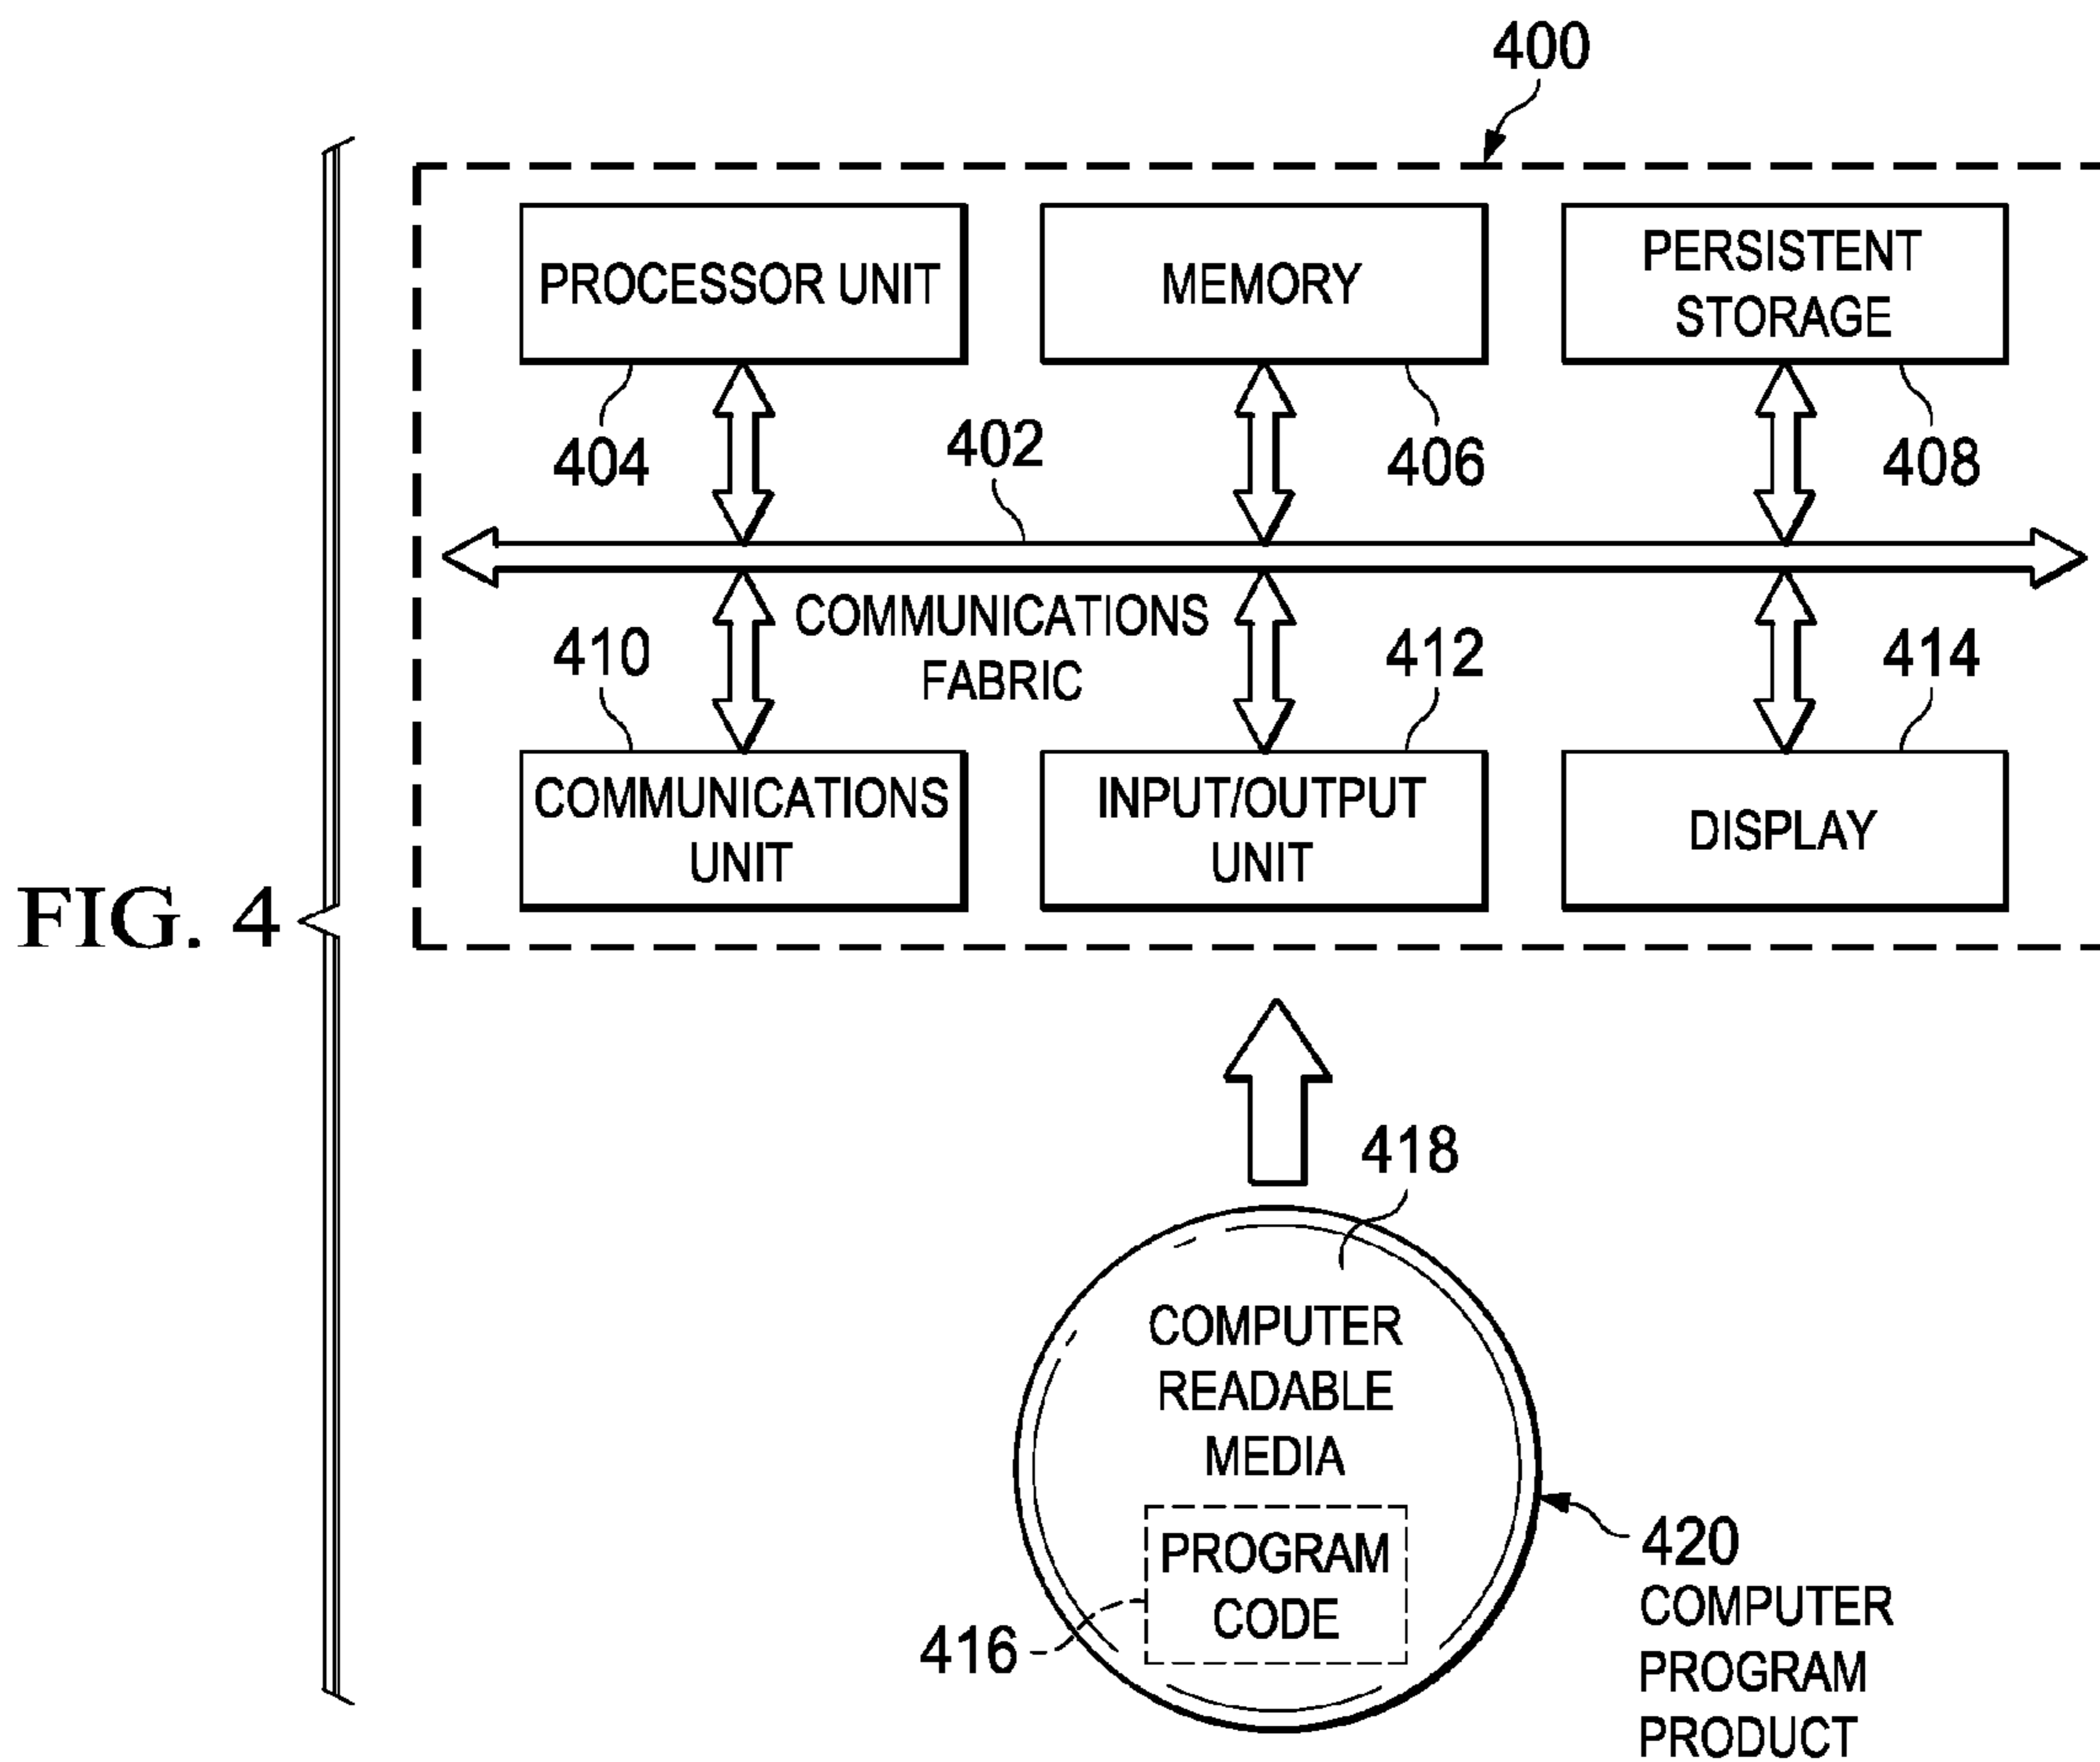 400
PROCESSOR UNIT
MEMORY
PERSISTENT
STORAGE
404
402
406
408
COMMUNICATIONS
FABRIC
410
412
414
COMMUNICATIONS
UNIT
INPUT/OUTPUT
UNIT
DISPLAY
FIG. 4
418
COMPUTER
READABLE
MEDIA
PROGRAM
CODE
416
420
COMPUTER
PROGRAM
PRODUCT